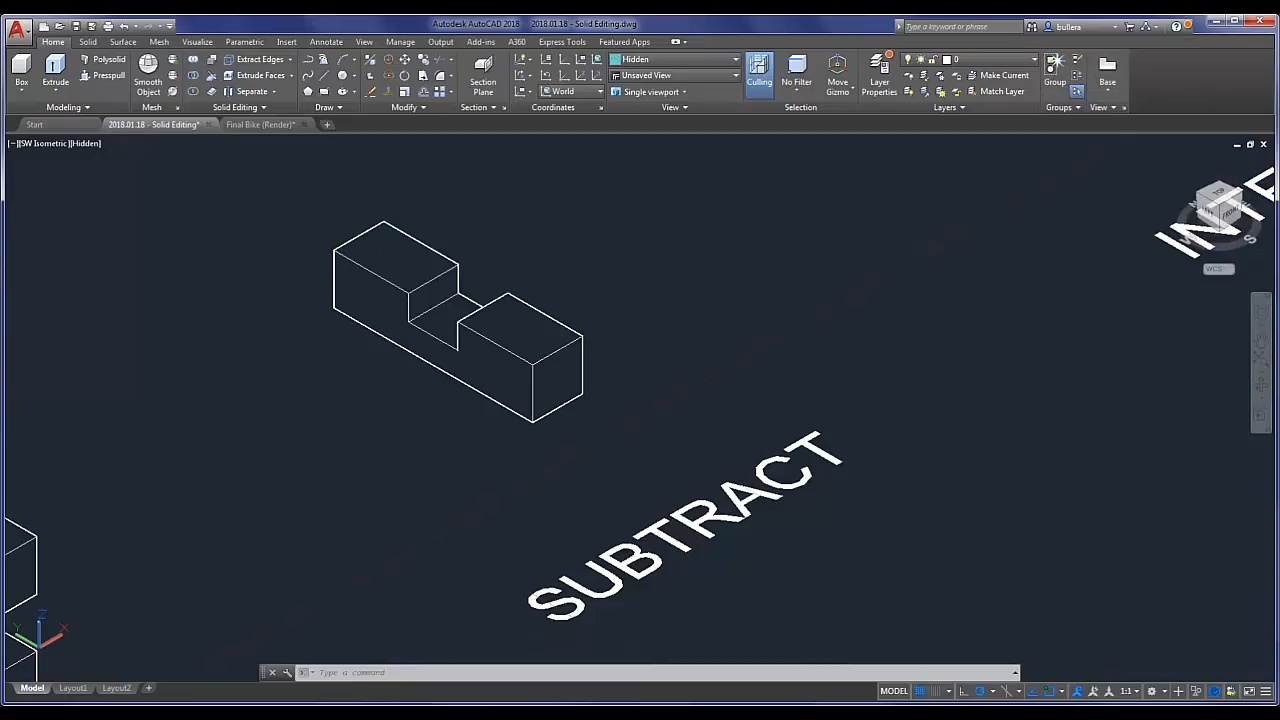 Autodesk AutoCAD 2018 2018.01.18 - Solid Editing.dwg
Type a keyword or phrase
bullera
Home Solid Surface Mesh Visualize Parametric Insert Annotate View Manage Output Add-ins A360 Express Tools Featured Apps
Box
Extrude
Polysolid
Presspull
Smooth Object
Extract Edges
Extrude Faces
Separate
Section Plane
World
Hidden
Unsaved View
Single viewport
Culling
No Filter
Move Gizmo
Layer Properties
0
Make Current
Match Layer
Group
Base
Modeling Mesh Solid Editing Draw Modify Section Coordinates View Selection Layers Groups View
Start 2018.01.18 - Solid Editing* Final Bike (Render)*
[−][SW Isometric][Hidden]
INTE
TOP
FRONT
S
WCS
SUBTRACT
Z
Y X
Type a command
Model Layout1 Layout2
MODEL 1:1